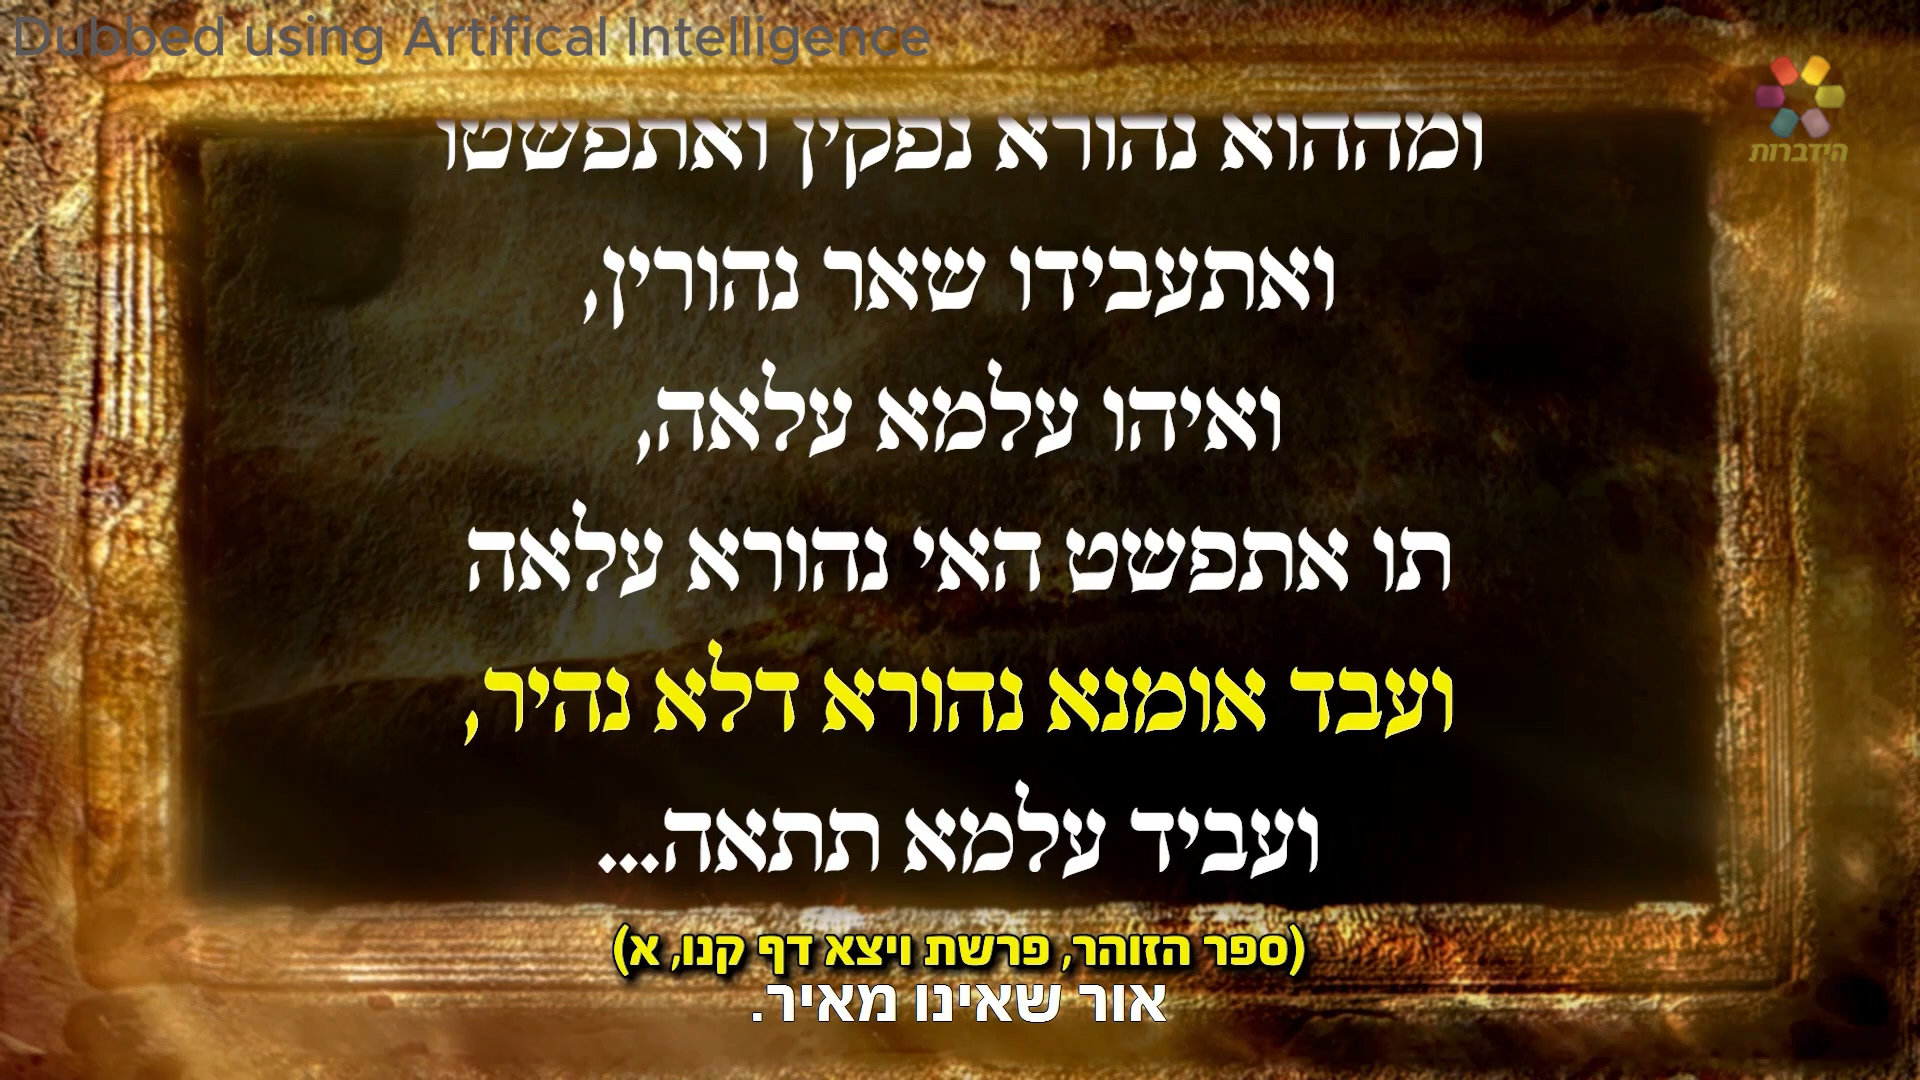 Dubbed using Artifical Intelligence
הידברות
ומההוא נהורא נפקין ואתפשטו
ואתעבידו שאר נהורין,
ואיהו עלמא עלאה,
תו אתפשט האי נהורא עלאה
ועבד אומנא נהורא דלא נהיר,
ועביד עלמא תתאה...
(ספר הזוהר, פרשת ויצא דף קנו, א)
אור שאינו מאיר.